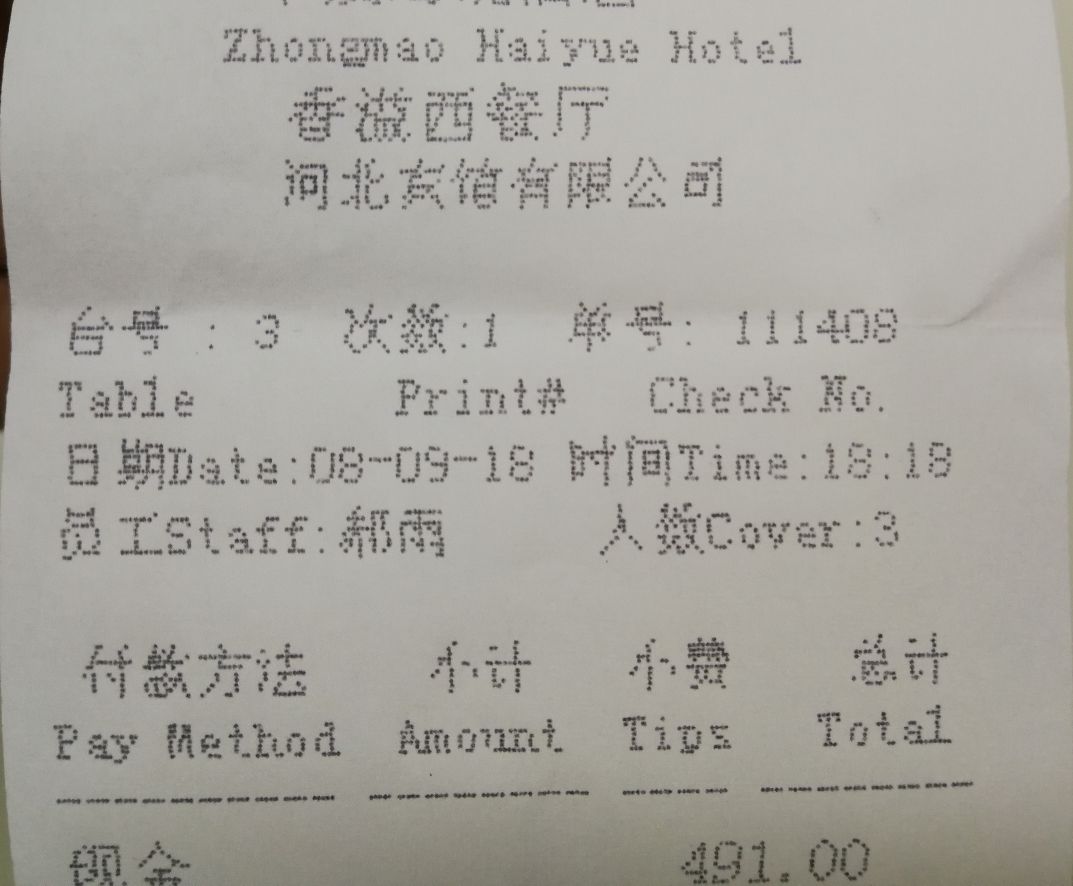 Zhongmao Haiyue Hotel
香溢西餐厅
河北宾馆有限公司
台号 : 3 次数:1 单号: 111408
Table Print# Check No.
日期Date:08-09-18 时间Time:18:18
员工Staff:郝雨 人数Cover:3
付款方法 小计 小费 总计
Pay Method Amount Tips Total
现金 491.00